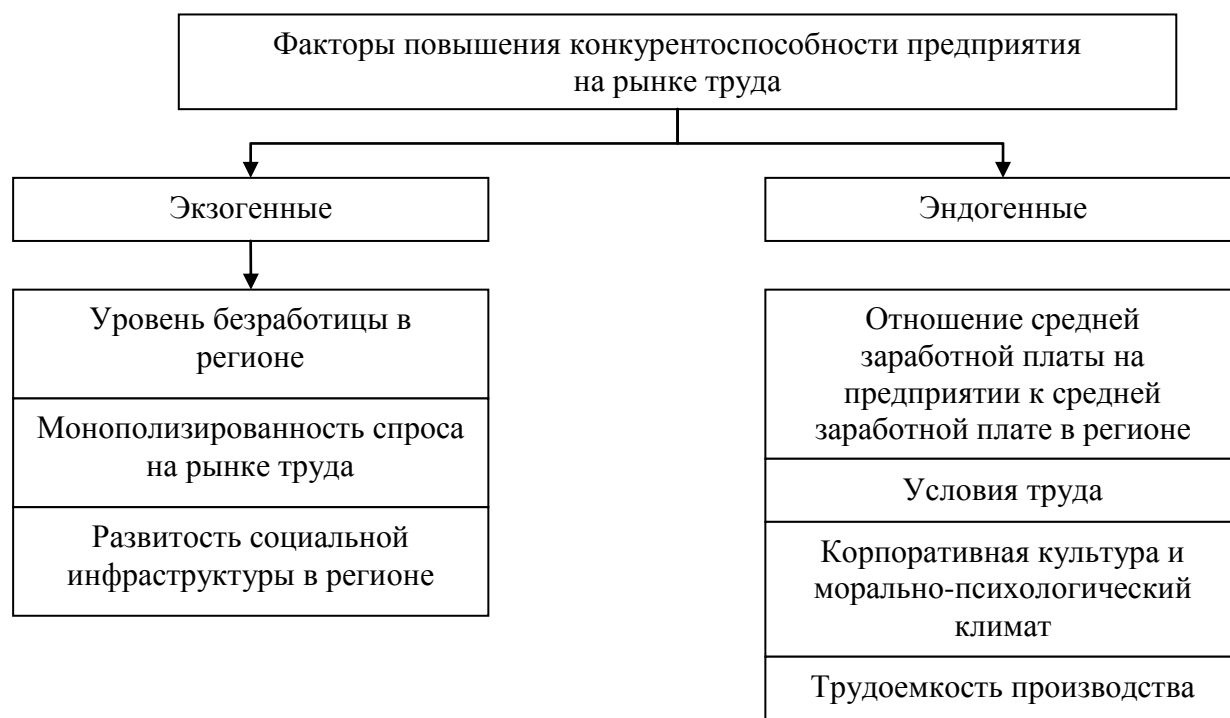 Факторы повышения конкурентоспособности предприятия
на рынке труда
Экзогенные
Уровень безработицы в
регионе
Монополизированность спроса
на рынке труда
Развитость социальной
инфраструктуры в регионе
Эндогенные
Отношение средней
заработной платы на
предприятии к средней
заработной плате в регионе
Условия труда
Корпоративная культура и
морально-психологический
климат
Трудоемкость производства